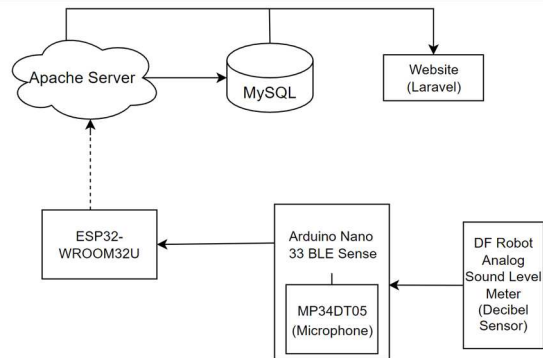 Apache Server
MySQL
Website
(Laravel)
ESP32-
WROOM32U
Arduino Nano
33 BLE Sense
MP34DT05
(Microphone)
DF Robot
Analog
Sound Level
Meter
(Decibel
Sensor)